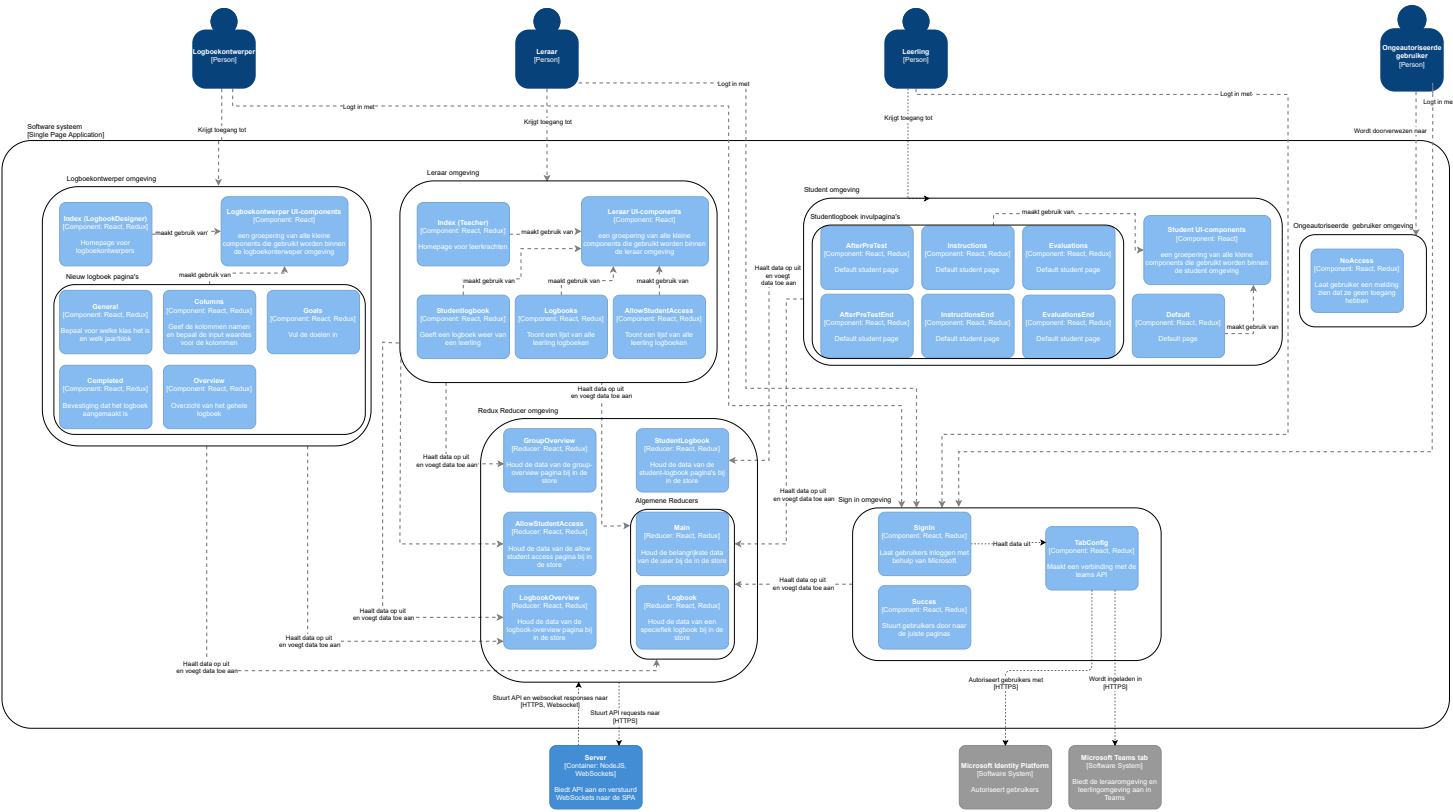 Logboekontwerper
[Person]
Leraar
[Person]
Leerling
[Person]
Ongeautoriseerde
gebruiker
[Person]
Logt in met
Logt in met
Logt in met
Logt in me
Krijgt toegang tot
Krijgt toegang tot
Krijgt toegang tot
Wordt doorverwezen naar
Software systeem
[Single Page Application]
Logboekontwerper omgeving
Index (LogbookDesigner)
[Component: React, Redux]
Homepage voor
logboekontwerpers
maakt gebruik van
Logboekontwerper UI-components
[Component: React]
een groepering van alle kleine
components die gebruikt worden binnen
de logboekonterweper omgeving
maakt gebruik van
Nieuw logboek pagina's
General
[Component: React, Redux]
Bepaal voor welke klas het is
en welk jaar/blok
Columns
[Component: React, Redux]
Geef de kolommen namen
en bepaal de input waardes
voor de kolommen
Goals
[Component: React, Redux]
Vul de doelen in
Completed
[Component: React, Redux]
Bevestiging dat het logboek
aangemaakt is
Overview
[Component: React, Redux]
Overzicht van het gehele
logboek
Leraar omgeving
Index (Teacher)
[Component: React, Redux]
Homepage voor leerkrachten
maakt gebruik van
Leraar UI-components
[Component: React]
een groepering van alle kleine
components die gebruikt worden binnen
de leraar omgeving
maakt gebruik van
maakt gebruik van
maakt gebruik van
Studentlogbook
[Component: React, Redux]
Geeft een logboek weer van
een leerling
Logbooks
[Component: React, Redux]
Toont een lijst van alle
leerling logboeken
AllowStudentAccess
[Component: React, Redux]
Toont een lijst van alle
leerling logboeken
Student omgeving
Studentlogboek invulpagina's
maakt gebruik van
AfterPreTest
[Component: React, Redux]
Default student page
Instructions
[Component: React, Redux]
Default student page
Evaluations
[Component: React, Redux]
Default student page
Student UI-components
[Component: React]
een groepering van alle kleine
components die gebruikt worden binnen
de student omgeving
AfterPreTestEnd
[Component: React, Redux]
Default student page
InstructionsEnd
[Component: React, Redux]
Default student page
EvaluationsEnd
[Component: React, Redux]
Default student page
Default
[Component: React, Redux]
Default page
maakt gebruik van
Ongeautoriseerde gebruiker omgeving
NoAccess
[Component: React, Redux]
Laat gebruiker een melding
zien dat ze geen toegang
hebben
Haalt data op uit
en voegt
data toe aan
Haalt data op uit
en voegt data toe aan
Redux Reducer omgeving
GroupOverview
[Reducer: React, Redux]
Houd de data van de group-
overview pagina bij in de
store
StudentLogbook
[Reducer: React, Redux]
Houd de data van de
student-logbook pagina's bij
in de store
Haalt data op uit
en voegt data toe aan
Haalt data op uit
en voegt data toe aan
Algemene Reducers
AllowStudentAccess
[Reducer: React, Redux]
Houd de data van de allow
student access pagina bij in
de store
Main
[Reducer: React, Redux]
Houd de belangrijkste data
van de user bij de in de store
LogbookOverview
[Reducer: React, Redux]
Houd de data van de
logbook-overview pagina bij
in de store
Logbook
[Reducer: React, Redux]
Houd de data van een
speciefiek logboek bij in de
store
Haalt data op uit
en voegt data toe aan
Haalt data op uit
en voegt data toe aan
Haalt data op uit
en voegt data toe aan
Haalt data op uit
en voegt data toe aan
Sign in omgeving
SignIn
[Component: React, Redux]
Laat gebruikers inloggen met
behulp van Microsoft
Haalt data uit
TabConfig
[Component: React, Redux]
Maakt een verbinding met de
teams API
Succes
[Component: React, Redux]
Stuurt gebruikers door naar
de juiste paginas
Stuurt API en websocket responses naar
[HTTPS, Websocket]
Stuurt API requests naar
[HTTPS]
Autoriseert gebruikers met
[HTTPS]
Wordt ingeladen in
[HTTPS]
Server
[Container: NodeJS,
WebSockets]
Biedt API aan en verstuurd
WebSockets naar de SPA
Microsoft Identity Platform
[Software System]
Autoriseert gebruikers
Microsoft Teams tab
[Software System]
Biedt de leraaromgeving en
leerlingomgeving aan in
Teams